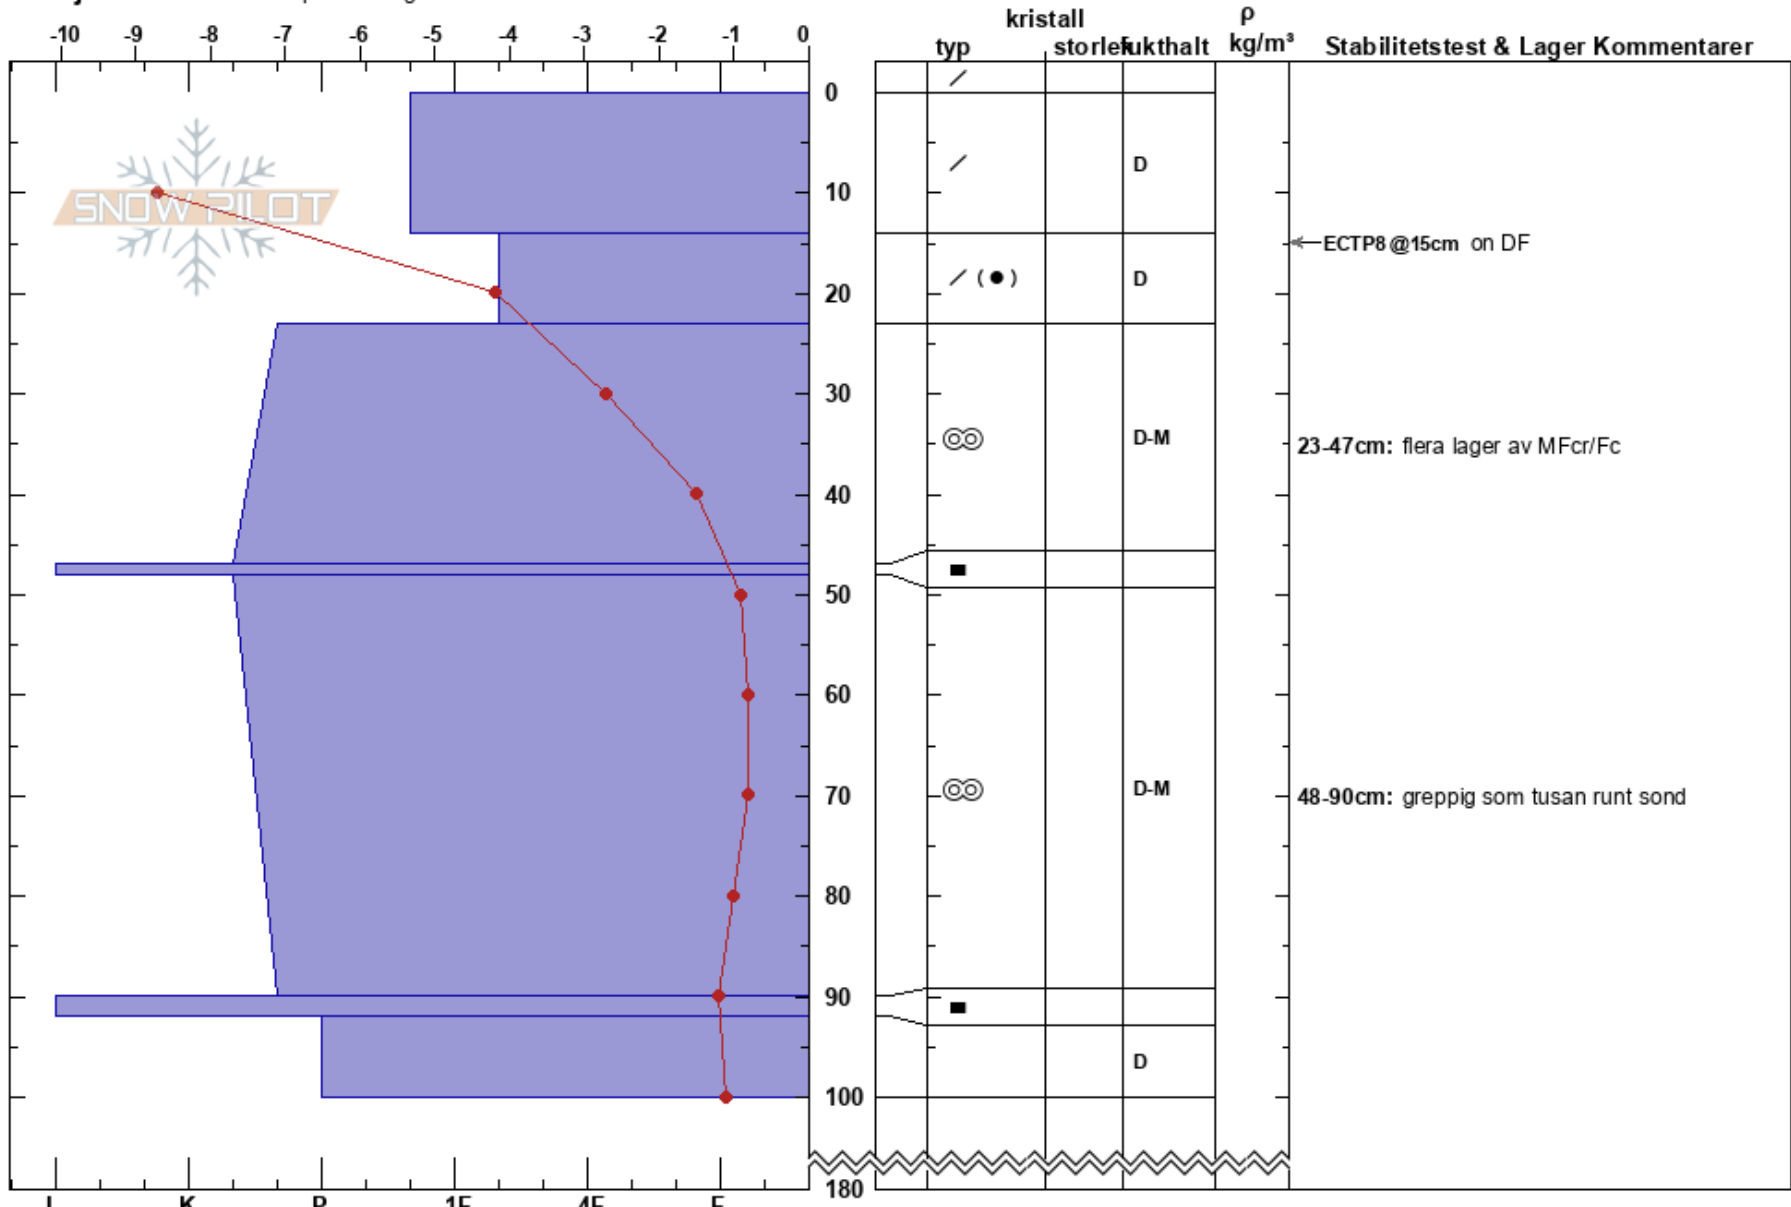 kristall
ρ
-10 -9 -8 -7 -6 -5 -4 -3 -2 -1 0
typ storlek fukthalt kg/m³ Stabilitetstest & Lager Kommentarer
0
D
10
SNOW PILOT
ECTP8 @15cm on DF
( ) D
20
30
D-M
23-47cm: flera lager av MFcr/Fc
40
50
60
70
D-M
48-90cm: greppig som tusan runt sond
80
90
D
100
180
I K P 1F 4F F